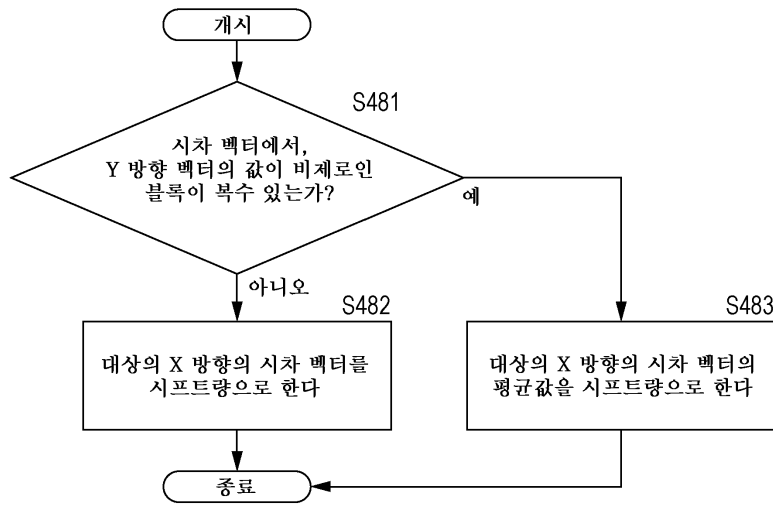 개시
S481
시차 벡터에서,
Y 방향 벡터의 값이 비제로인
블록이 복수 있는가?
예
아니오
S482
대상의 X 방향의 시차 벡터를
시프트량으로 한다
S483
대상의 X 방향의 시차 벡터의
평균값을 시프트량으로 한다
종료